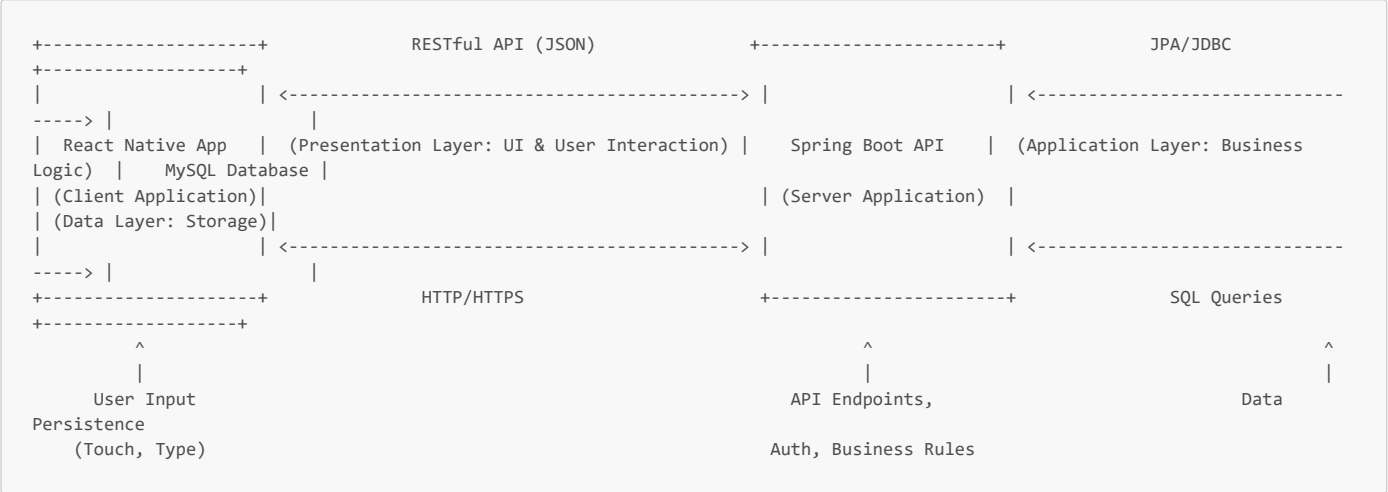 +---------------------+ RESTful API (JSON) +-----------------------+ JPA/JDBC
+-------------------+
| | <--------------------------------------------> | | <------------------------------
-----> | |
| React Native App | (Presentation Layer: UI & User Interaction) | Spring Boot API | (Application Layer: Business
Logic) | MySQL Database |
| (Client Application)| | (Server Application) |
| (Data Layer: Storage)|
| | <--------------------------------------------> | | <------------------------------
-----> | |
+---------------------+ HTTP/HTTPS +-----------------------+ SQL Queries
+-------------------+
^ ^ ^
| | |
User Input API Endpoints, Data
Persistence
(Touch, Type) Auth, Business Rules